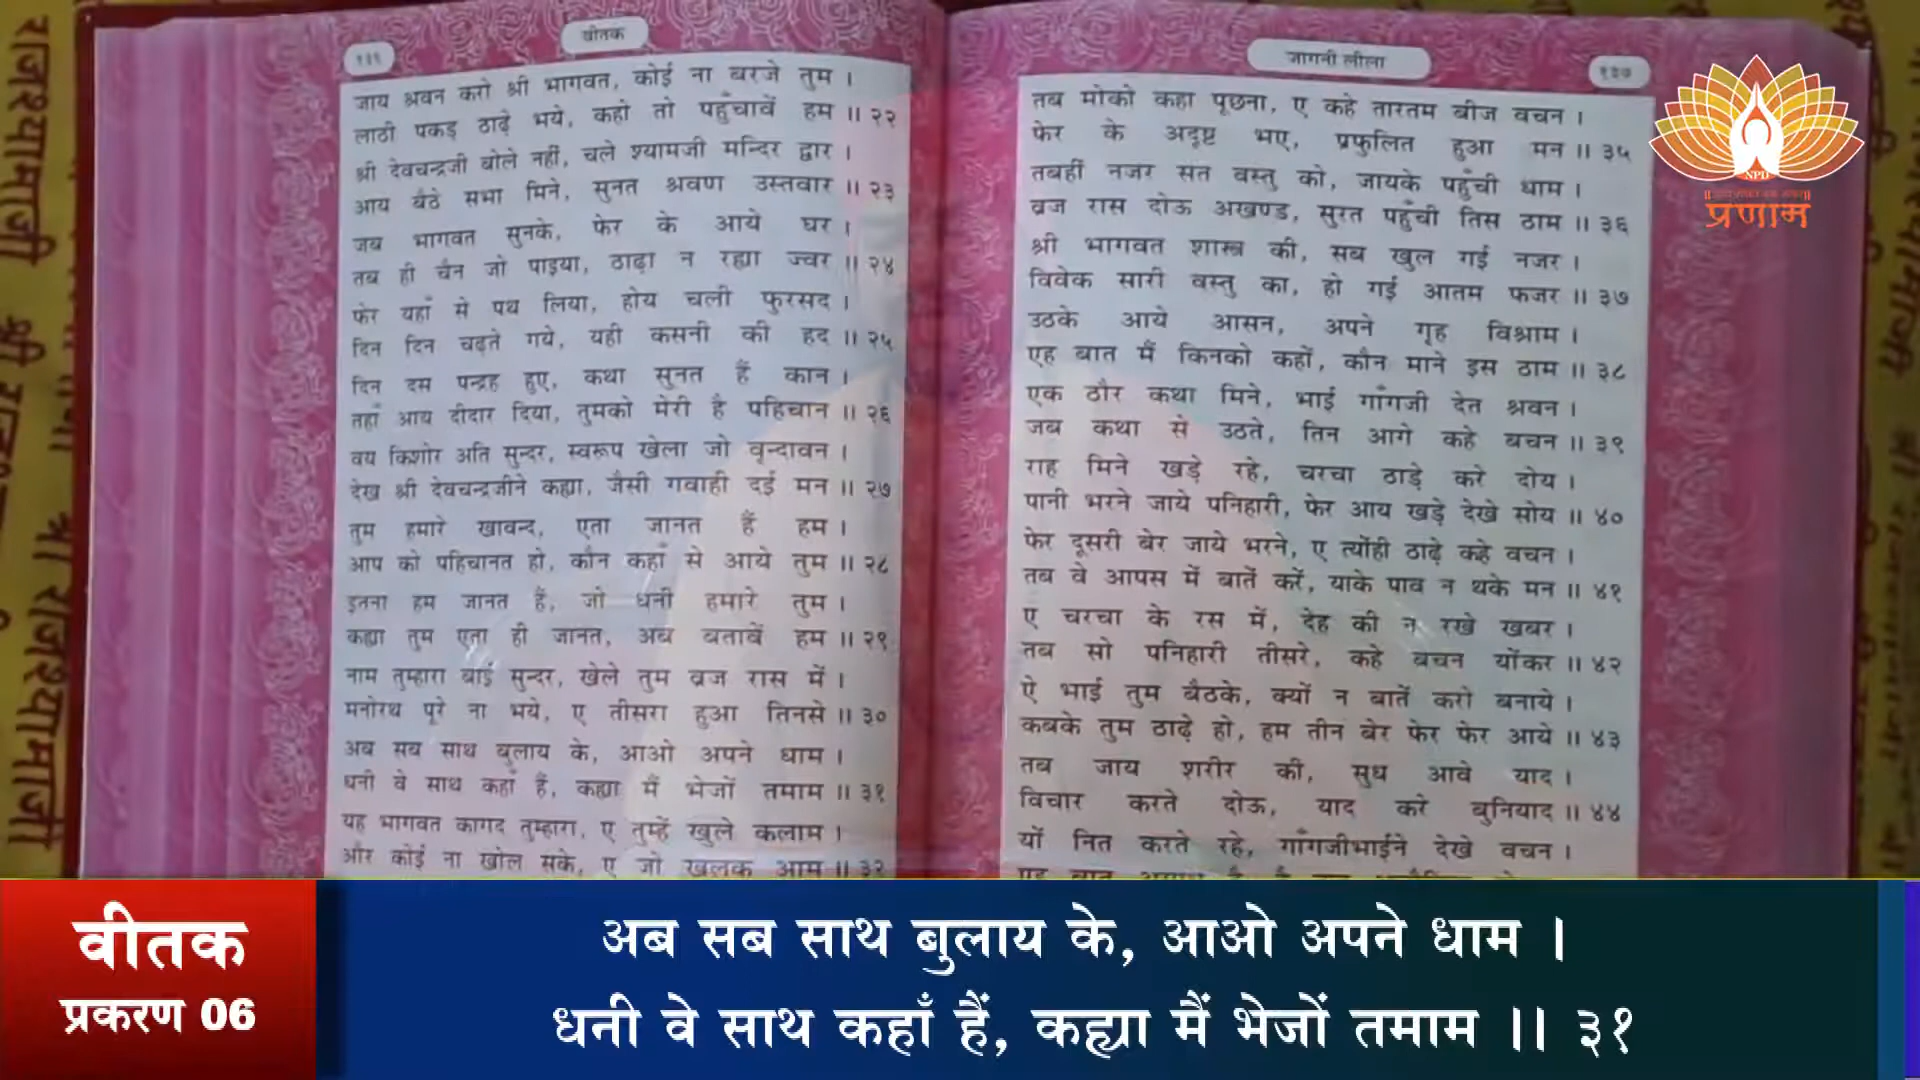 वीतक
जाय श्रवन करो श्री भागवत, कोई ना बरजे तुम ।
लाठी पकड़ ठाढ़े भये, कहो तो पहुँचावें हम ॥ २२
श्री देवचन्द्रजी बोले नहीं, चले श्यामजी मन्दिर द्वार ।
आय बैठे सभा मिने, सुनत श्रवण उस्तवार ॥ २३
जब भागवत सुनके, फेर के आये घर ।
तब ही चैन जो पाइया, ठाढ़ा न रह्या ज्वर ॥ २४
फेर यहाँ से पथ लिया, होय चली फुरसद ।
दिन दिन चढ़ते गये, यही कसनी की हद ॥ २५
दिन दस पन्द्रह हुए, कथा सुनत हैं कान ।
तहाँ आय दीदार दिया, तुमको मेरी है पहिचान ॥ २६
वय किशोर अति सुन्दर, स्वरूप खेला जो वृन्दावन ।
देख श्री देवचन्द्रजीने कह्या, जैसी गवाही दई मन ॥ २७
तुम हमारे खावन्द, एता जानत हैं हम ।
आप को पहिचानत हो, कौन कहाँ से आये तुम ॥ २८
इतना हम जानत हैं, जो धनी हमारे तुम ।
कह्या तुम एता ही जानत, अब बतावें हम ॥ २९
नाम तुम्हारा बाई सुन्दर, खेले तुम व्रज रास में ।
मनोरथ पूरे ना भये, ए तीसरा हुआ तिनसे ॥ ३०
अब सब साथ बुलाय के, आओ अपने धाम ।
धनी वे साथ कहाँ हैं, कह्या मैं भेजों तमाम ॥ ३१
यह भागवत कागद तुम्हारा, ए तुम्हें खुले कलाम ।
और कोई ना खोल सके, ए जो खलक आम ॥ ३२
जागनी लीला
तब मोको कहा पूछना, ए कहे तारतम बीज वचन ।
फेर के अदृष्ट भए, प्रफुलित हुआ मन ॥ ३५
तबहीं नजर सत वस्तु को, जायके पहुँची धाम ।
व्रज रास दोऊ अखण्ड, सुरत पहुँची तिस ठाम ॥ ३६
श्री भागवत शास्त्र की, सब खुल गई नजर ।
विवेक सारी वस्तु का, हो गई आतम फजर ॥ ३७
उठके आये आसन, अपने गृह विश्राम ।
एह बात मैं किनको कहों, कौन माने इस ठाम ॥ ३८
एक ठौर कथा मिने, भाई गाँगजी देत श्रवन ।
जब कथा से उठते, तिन आगे कहे बचन ॥ ३९
राह मिने खड़े रहे, चरचा ठाड़े करे दोय ।
पानी भरने जाये पनिहारी, फेर आय खड़े देखे सोय ॥ ४०
फेर दूसरी बेर जाये भरने, ए त्योंही ठाढ़े कहे वचन ।
तब वे आपस में बातें करें, याके पाव न थके मन ॥ ४१
ए चरचा के रस में, देह की न रखे खबर ।
तब सो पनिहारी तीसरे, कहे बचन योंकर ॥ ४२
ऐ भाई तुम बैठके, क्यों न बातें करो बनाये ।
कबके तुम ठाढ़े हो, हम तीन बेर फेर फेर आये ॥ ४३
तब जाय शरीर की, सुध आवे याद ।
विचार करते दोऊ, याद करे बुनियाद ॥ ४४
यों नित करते रहे, गाँगजीभाईने देखे वचन ।
NPD
प्रणाम
वीतक
प्रकरण 06
अब सब साथ बुलाय के, आओ अपने धाम ।
धनी वे साथ कहाँ हैं, कह्या मैं भेजों तमाम ।। ३१